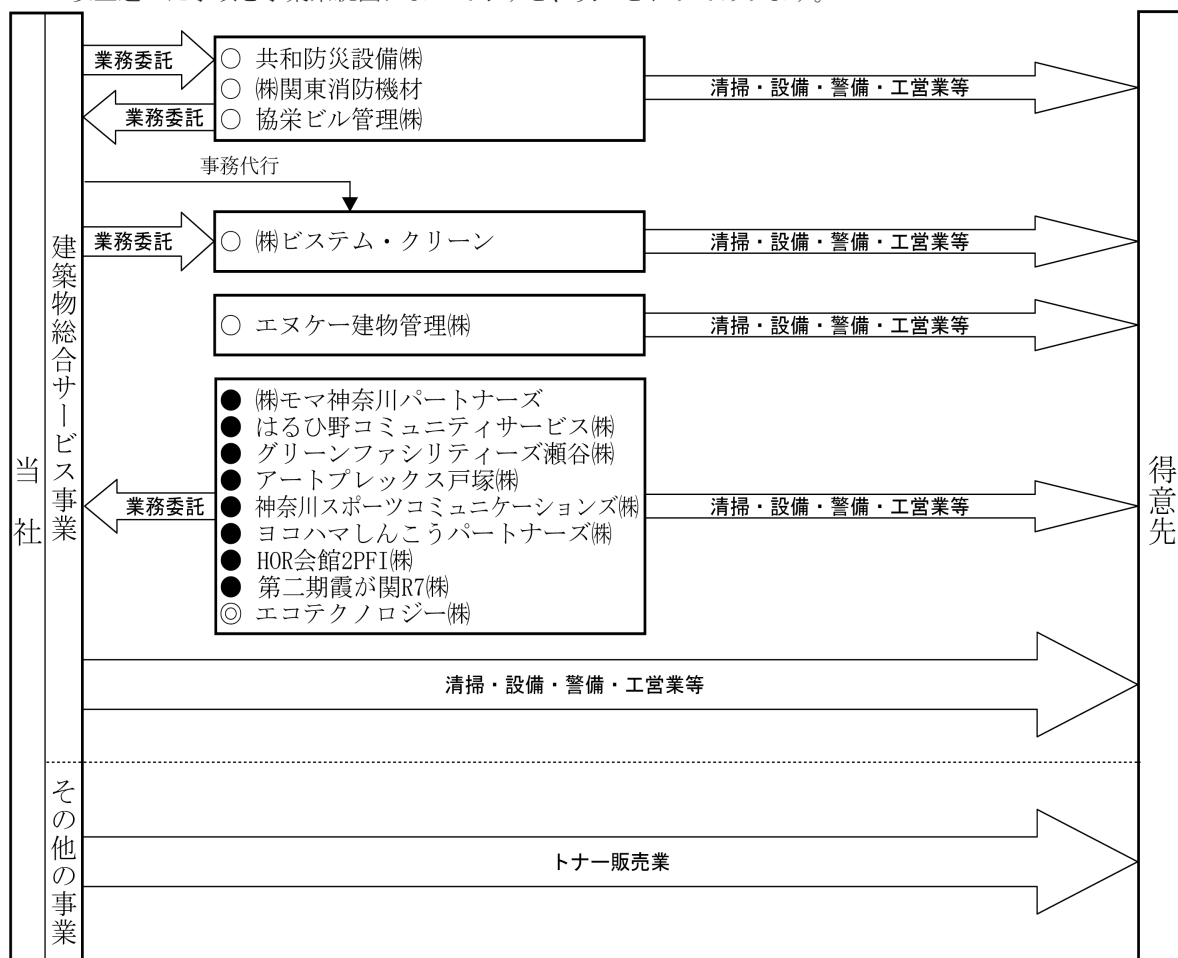 業務委託
○ 共和防災設備㈱
○ ㈱関東消防機材
○ 協栄ビル管理㈱
業務委託
清掃・設備・警備・工営業等
事務代行
業務委託
○ ㈱ビステム・クリーン
清掃・設備・警備・工営業等
○ エヌケー建物管理㈱
清掃・設備・警備・工営業等
● ㈱モマ神奈川パートナーズ
● はるひ野コミュニティサービス㈱
● グリーンファシリティーズ瀬谷㈱
● アートプレックス戸塚㈱
● 神奈川スポーツコミュニケーションズ㈱
● ヨコハマしんこうパートナーズ㈱
● HOR会館2PFI㈱
● 第二期霞が関R7㈱
◎ エコテクノロジー㈱
業務委託
清掃・設備・警備・工営業等
清掃・設備・警備・工営業等
トナー販売業
当社
建築物総合サービス事業
その他の事業
得意先